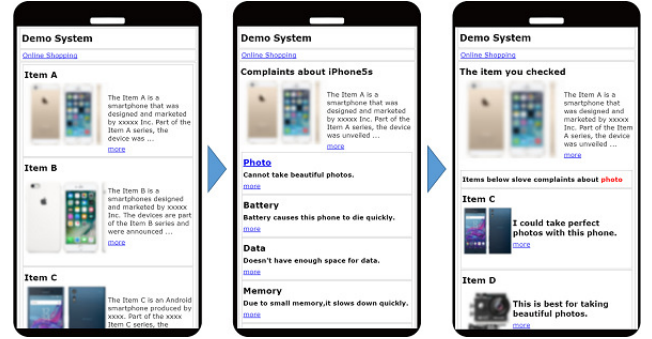 Demo System
Online Shopping
Item A
The Item A is a
smartphone that was
designed and marketed
by xxxxx Inc. Part of the
Item A series, the
device was ...
more
Item B
The Item B is a
smartphones designed
and marketed by xxxxx
Inc. The devices are part
of the Item B series and
were announced ...
more
Item C
The Item C is an Android
smartphone produced by
xxxx. Part of the xxxx
Item C series, the
Demo System
Online Shopping
Complaints about iPhone5s
The Item A is a
smartphone that was
designed and marketed
by xxxxx Inc. Part of the
Item A series, the device
was unveiled ...
more
Photo
Cannot take beautiful photos.
more
Battery
Battery causes this phone to die quickly.
more
Data
Doesn't have enough space for data.
more
Memory
Due to small memory,it slows down quickly.
more
Demo System
Online Shopping
The item you checked
The Item A is a
smartphone that was
designed and marketed
by xxxxx Inc. Part of the
Item A series, the device
was unveiled ...
more
Items below slove complaints about photo
Item C
I could take perfect
photos with this phone.
more
Item D
This is best for taking
beautiful photos.
more